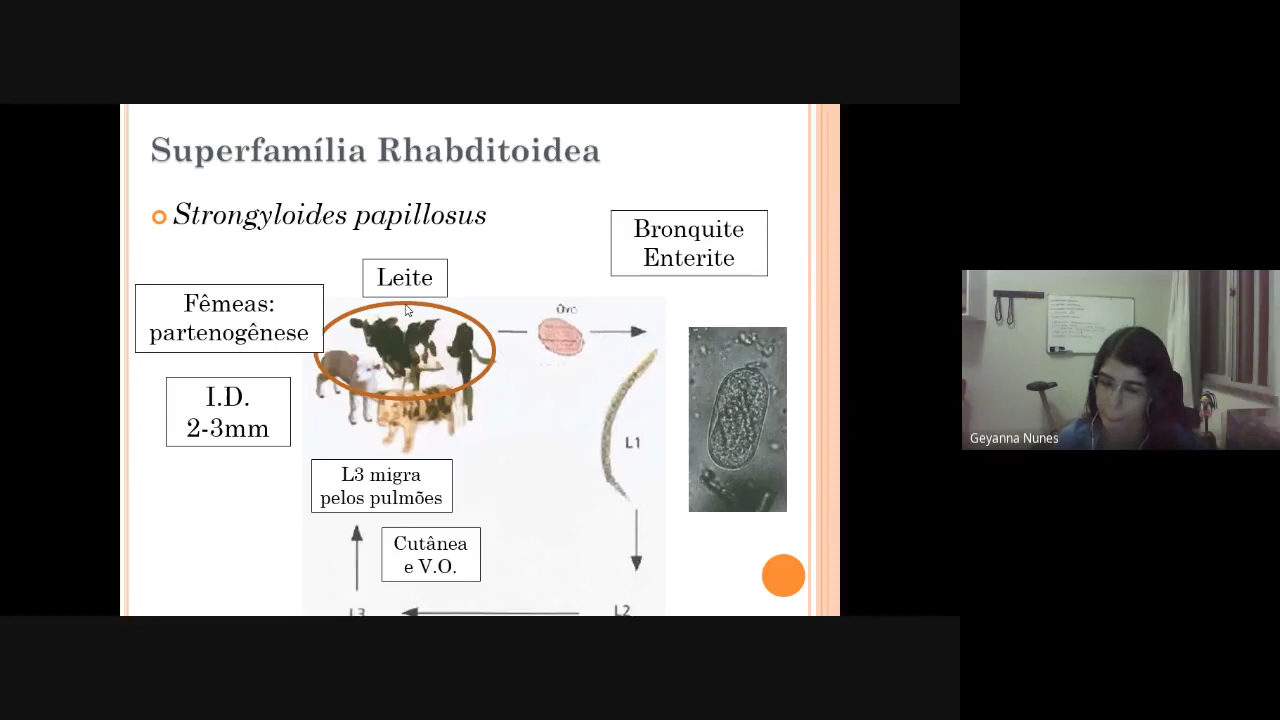 Superfamília Rhabditoidea
Strongyloides papillosus
Bronquite
Enterite
Leite
Fêmeas:
partenogênese
Ôvo
I.D.
2-3mm
L1
L3 migra
pelos pulmões
Cutânea
e V.O.
L3
L2
Geyanna Nunes